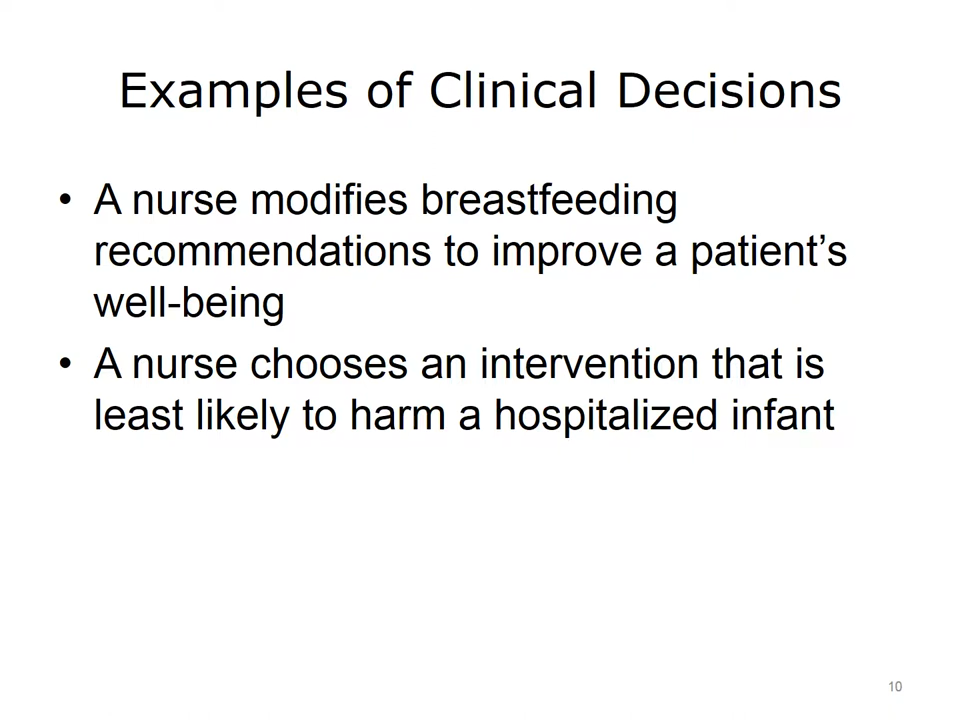 Examples of Clinical Decisions
• A nurse modifies breastfeeding
recommendations to improve a patient’s
well-being
• A nurse chooses an intervention that is
least likely to harm a hospitalized infant
10